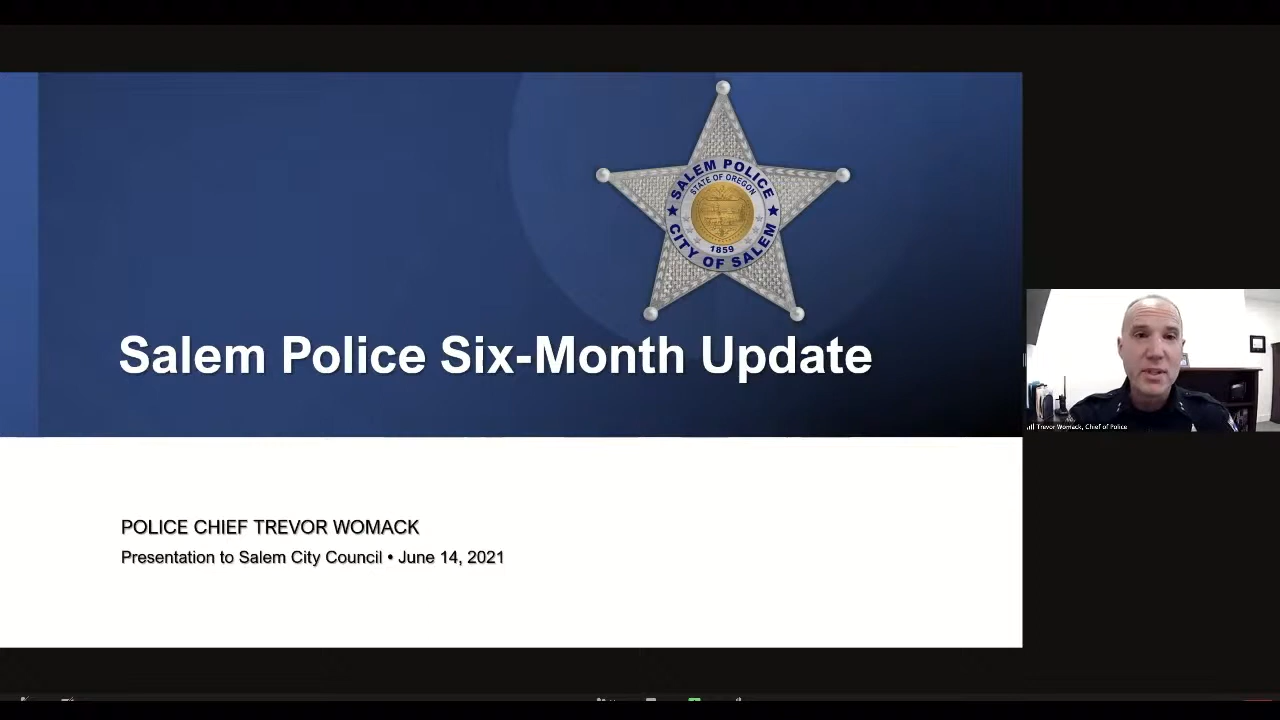 SALEM POLICE
STATE OF OREGON
1859
CITY OF SALEM
Salem Police Six-Month Update
POLICE CHIEF TREVOR WOMACK
Presentation to Salem City Council • June 14, 2021
Trevor Womack, Chief of Police